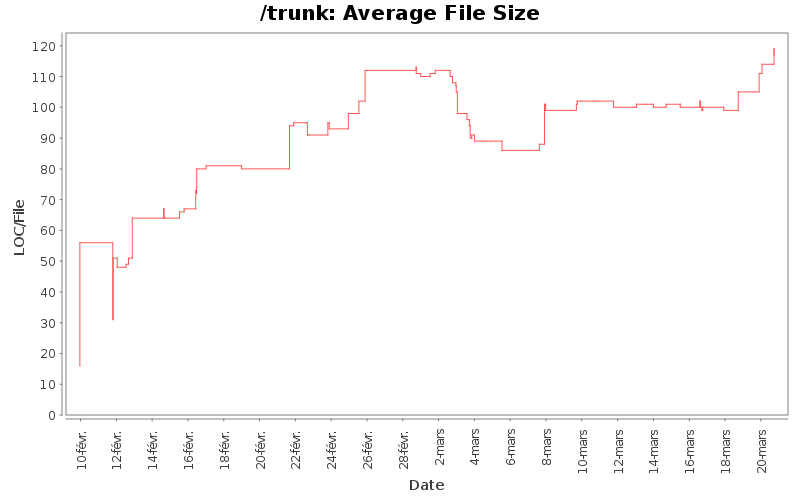 /trunk: Average File Size
LOC/File
120
110
100
90
80
70
60
50
40
30
20
10
0
10-févr.
12-févr.
14-févr.
16-févr.
18-févr.
20-févr.
22-févr.
24-févr.
26-févr.
28-févr.
2-mars
4-mars
6-mars
8-mars
10-mars
12-mars
14-mars
16-mars
18-mars
20-mars
Date